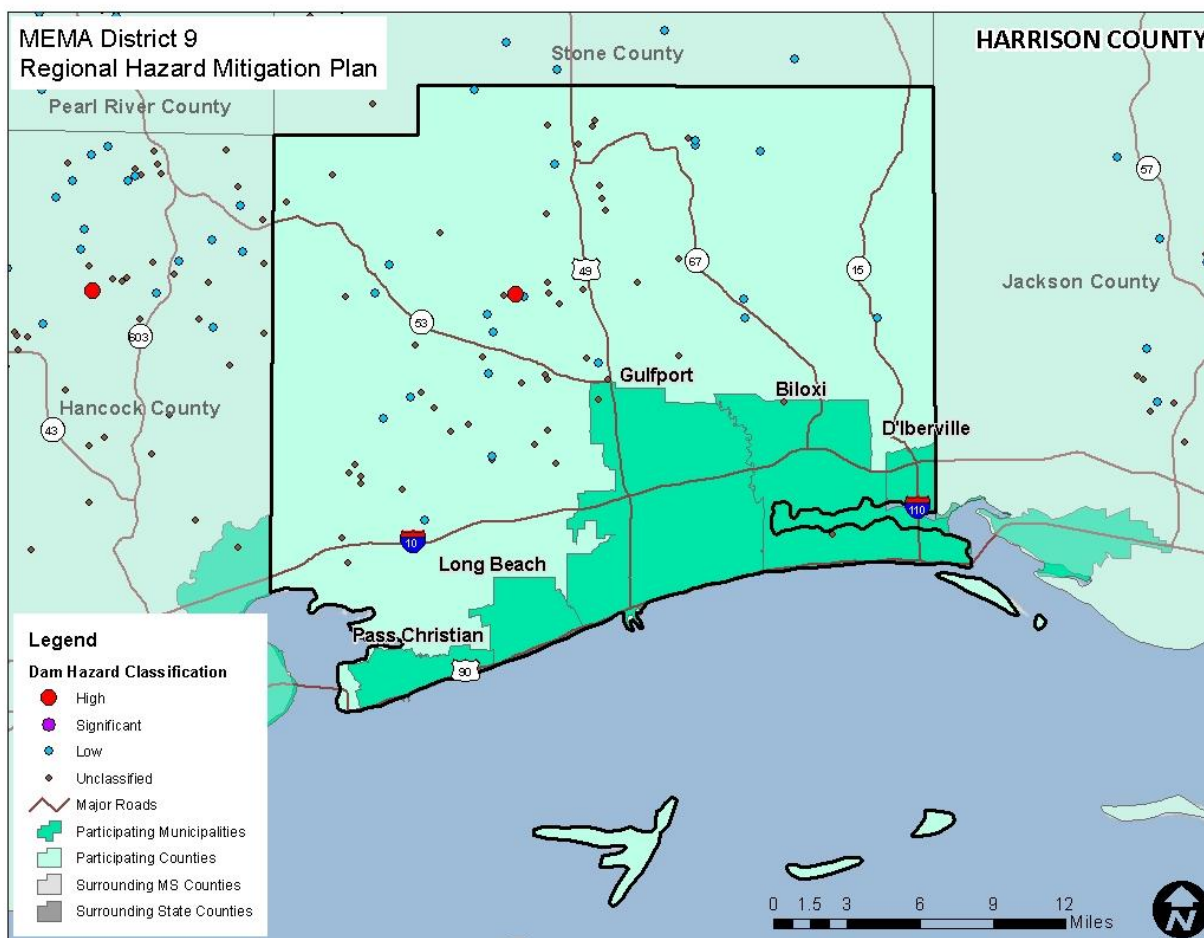 MEMA District 9
Regional Hazard Mitigation Plan
HARRISON COUNTY
Stone County
Pearl River County
57
49
67
15
Jackson County
53
603
Gulfport
Biloxi
Hancock County
43
D'Iberville
110
10
Long Beach
Pass Christian
90
Legend
Dam Hazard Classification
High
Significant
Low
Unclassified
Major Roads
Participating Municipalities
Participating Counties
Surrounding MS Counties
Surrounding State Counties
0 1.5 3 6 9 12
Miles
N